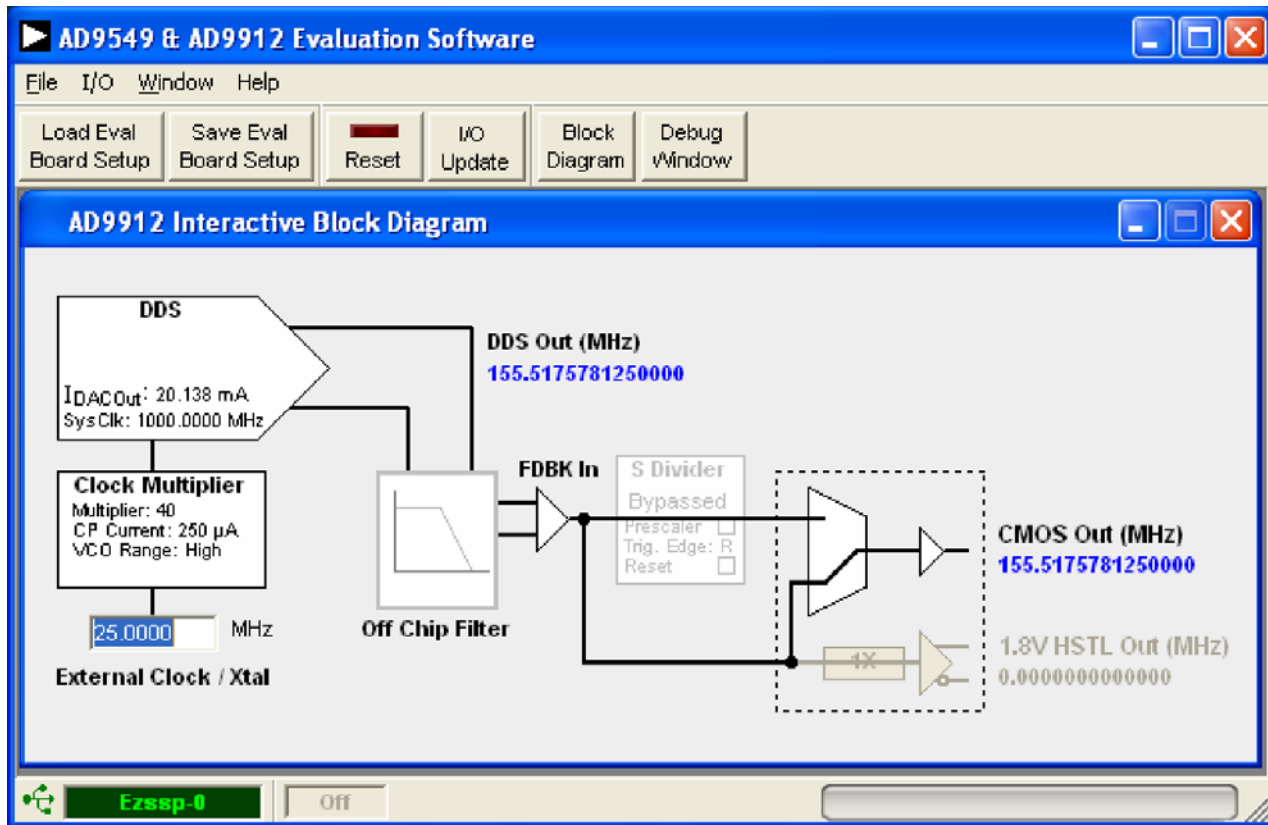 AD9549 & AD9912 Evaluation Software
File I/O Window Help
Load Eval
Board Setup
Save Eval
Board Setup
Reset
I/O
Update
Block
Diagram
Debug
Window
AD9912 Interactive Block Diagram
DDS
IDACOut: 20.138 mA
SysClk: 1000.0000 MHz
DDS Out (MHz)
155.5175781250000
Clock Multiplier
Multiplier: 40
CP Current: 250 µA
VCO Range: High
25.0000 MHz
External Clock / Xtal
Off Chip Filter
FDBK In
S Divider
Bypassed
Prescaler
Trig. Edge: R
Reset
CMOS Out (MHz)
155.5175781250000
1X
1.8V HSTL Out (MHz)
0.0000000000000
Ezssp-0
Off